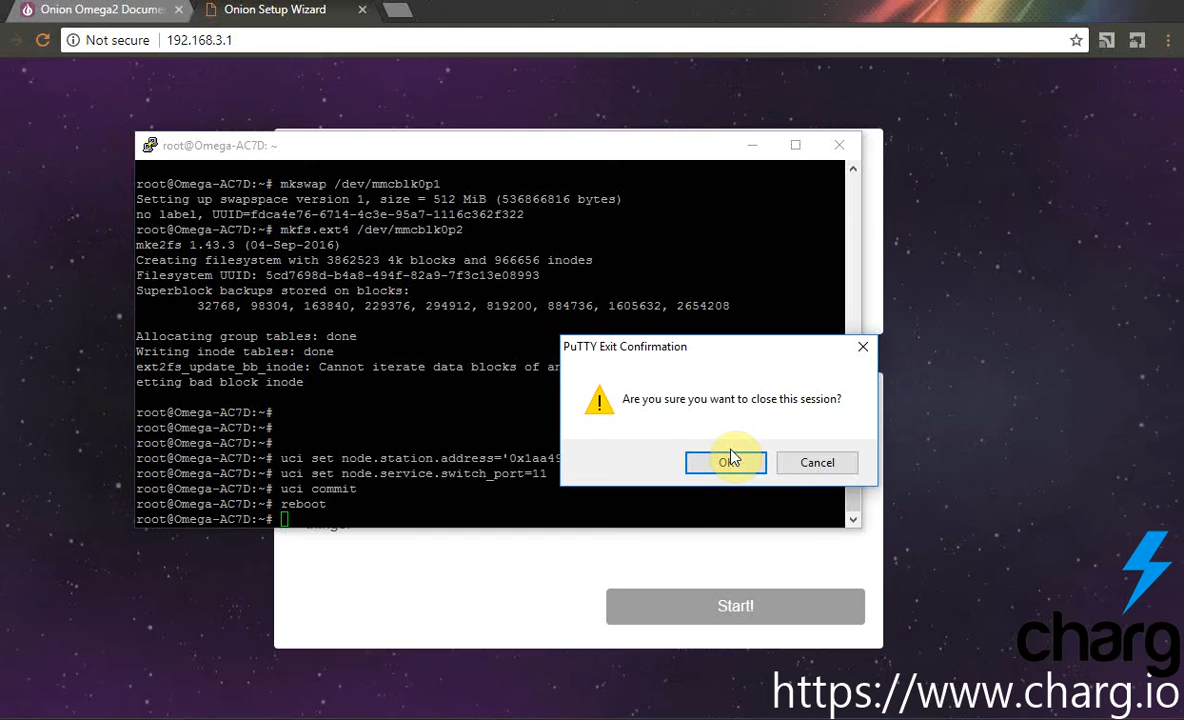 Onion Omega2 Docume
Onion Setup Wizard
Not secure
192.168.3.1
root@Omega-AC7D: ~
root@Omega-AC7D:~# mkswap /dev/mmcblk0p1
Setting up swapspace version 1, size = 512 MiB (536866816 bytes)
no label, UUID=fdca4e76-6714-4c3e-95a7-1116c362f322
root@Omega-AC7D:~# mkfs.ext4 /dev/mmcblk0p2
mke2fs 1.43.3 (04-Sep-2016)
Creating filesystem with 3862523 4k blocks and 966656 inodes
Filesystem UUID: 5cd7698d-b4a8-494f-82a9-7f3c13e08993
Superblock backups stored on blocks:
32768, 98304, 163840, 229376, 294912, 819200, 884736, 1605632, 2654208
Allocating group tables: done
Writing inode tables: done
ext2fs_update_bb_inode: Cannot iterate data blocks of an
etting bad block inode
root@Omega-AC7D:~#
root@Omega-AC7D:~#
root@Omega-AC7D:~#
root@Omega-AC7D:~# uci set node.station.address='0x1aa49
root@Omega-AC7D:~# uci set node.service.switch_port=11
root@Omega-AC7D:~# uci commit
root@Omega-AC7D:~# reboot
root@Omega-AC7D:~#
PuTTY Exit Confirmation
Are you sure you want to close this session?
OK
Cancel
Start!
charg
https://www.charg.io